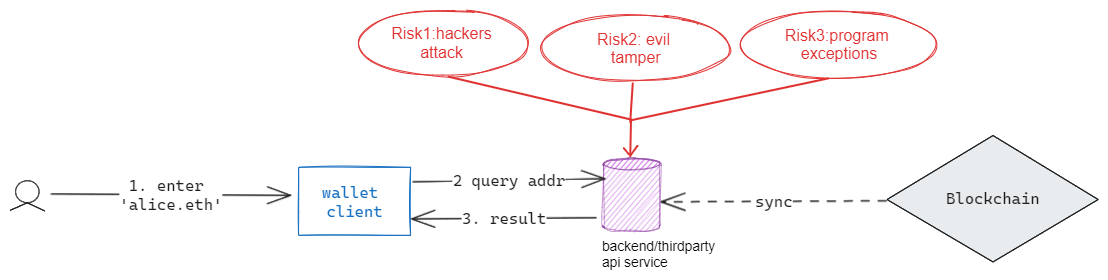 Risk1:hackers
attack
Risk2: evil
tamper
Risk3:program
exceptions
1. enter
'alice.eth'
wallet
client
2 query addr
3. result
backend/thirdparty
api service
sync
Blockchain